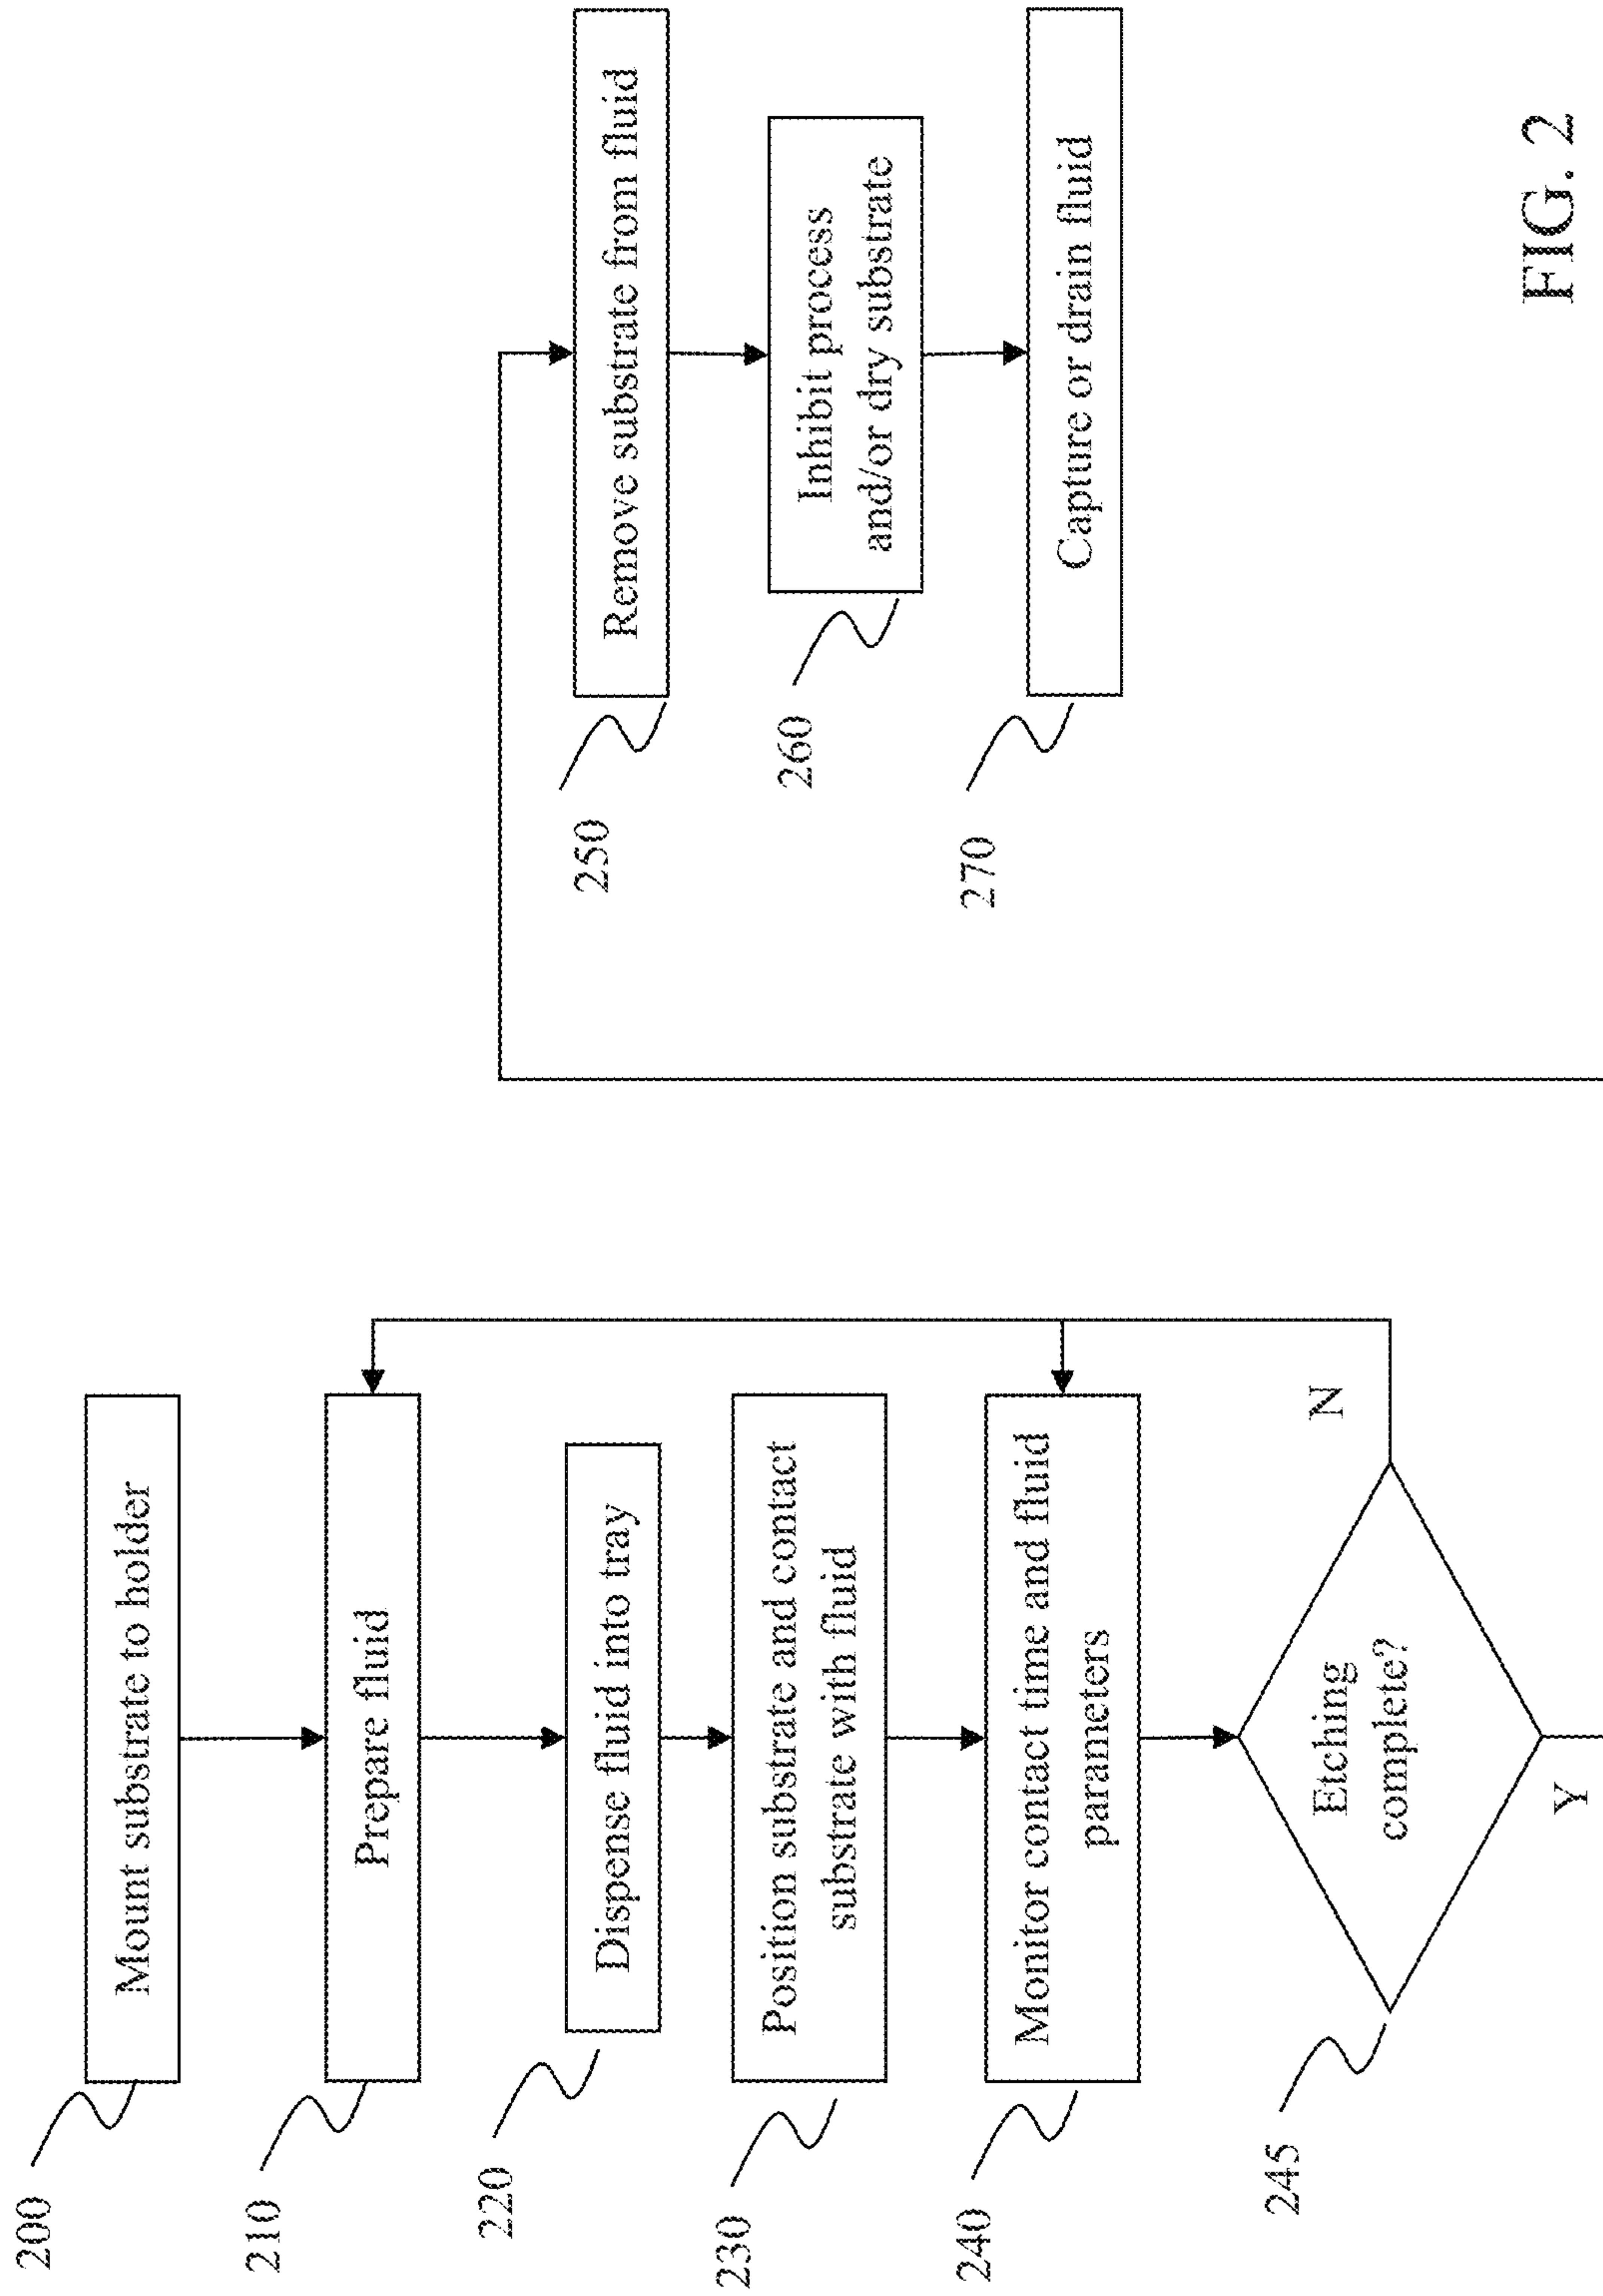 200
Mount substrate to holder
210
Prepare fluid
220
Dispense fluid into tray
230
Position substrate and contact
substrate with fluid
240
Monitor contact time and fluid
parameters
245
Etching
complete?
N
Y
250
Remove substrate from fluid
260
Inhibit process
and/or dry substrate
270
Capture or drain fluid
FIG. 2